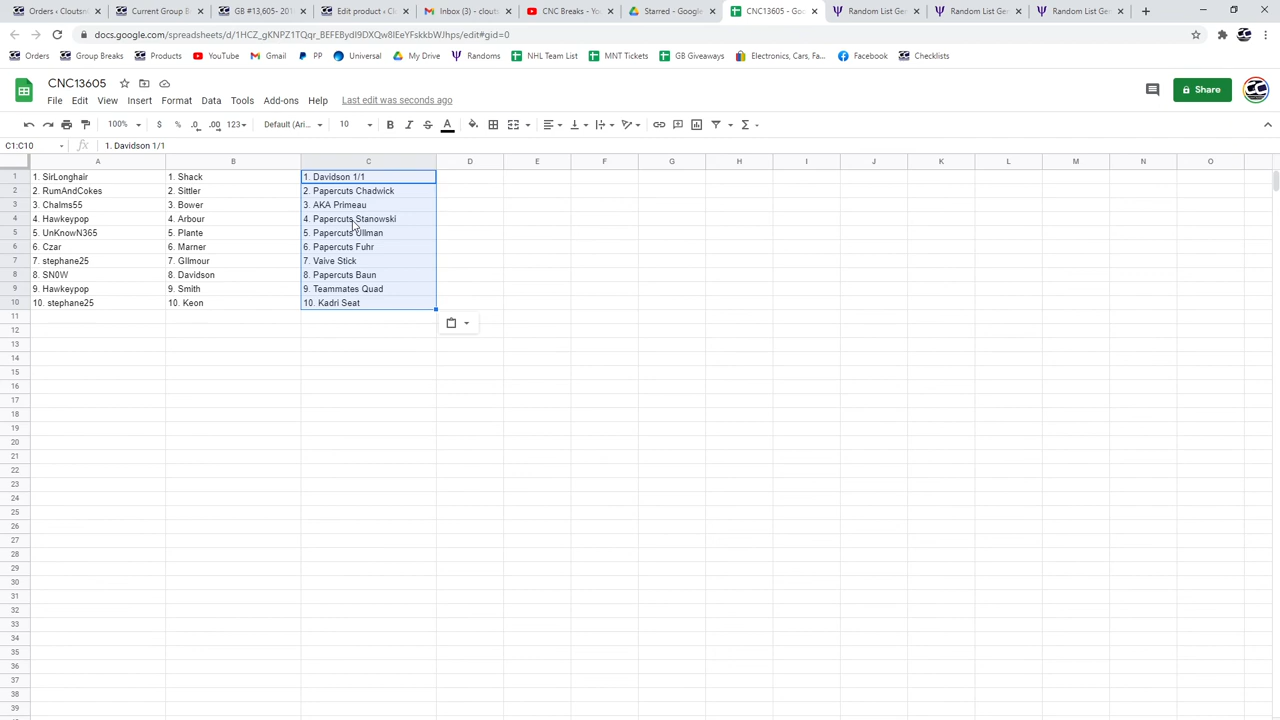 Orders ‹ Cloutsnc
Current Group B
GB #13,605- 201
Edit product ‹ Cl
Inbox (3) - clouts
CNC Breaks - Yo
Starred - Google
CNC13605 - Goo
Random List Ge
Random List Ger
Random List Ger
docs.google.com/spreadsheets/d/1HCZ_gKNPZ1TQqr_BEFEBydI9DXQw8IEeYFskkbWJhps/edit#gid=0
Orders
Group Breaks
Products
YouTube
Gmail
PP
Universal
My Drive
Randoms
NHL Team List
MNT Tickets
GB Giveaways
Electronics, Cars, Fa...
Facebook
Checklists
CNC13605
File Edit View Insert Format Data Tools Add-ons Help Last edit was seconds ago
Share
100% $ % .0 .00 123 Default (Ari... 10 B I S A
C1:C10 fx 1. Davidson 1/1
A B C D E F G H I J K L M N O
1 1. SirLonghair 1. Shack 1. Davidson 1/1
2 2. RumAndCokes 2. Sittler 2. Papercuts Chadwick
3 3. Chalms55 3. Bower 3. AKA Primeau
4 4. Hawkeypop 4. Arbour 4. Papercuts Stanowski
5 5. UnKnowN365 5. Plante 5. Papercuts Ullman
6 6. Czar 6. Marner 6. Papercuts Fuhr
7 7. stephane25 7. GIlmour 7. Vaive Stick
8 8. SN0W 8. Davidson 8. Papercuts Baun
9 9. Hawkeypop 9. Smith 9. Teammates Quad
10 10. stephane25 10. Keon 10. Kadri Seat
11
12
13
14
15
16
17
18
19
20
21
22
23
24
25
26
27
28
29
30
31
32
33
34
35
36
37
38